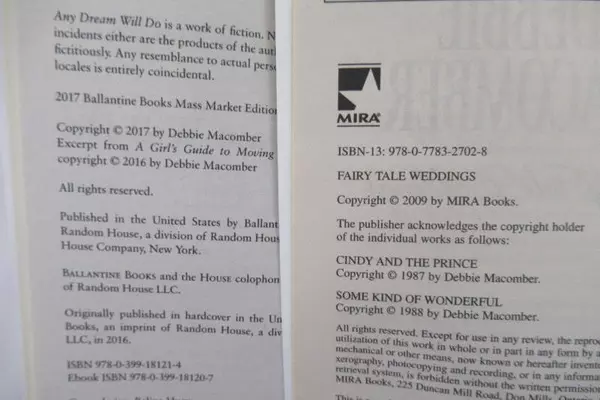 Any Dream Will Do is a work of fiction. N
incidents either are the products of the aut
fictitiously. Any resemblance to actual perso
locales is entirely coincidental.
2017 Ballantine Books Mass Market Edition
Copyright © 2017 by Debbie Macomber
Excerpt from A Girl's Guide to Moving
copyright © 2016 by Debbie Macomber
All rights reserved.
Published in the United States by Ballant
Random House, a division of Random Hous
House Company, New York.
BALLANTINE BOOKS and the HOUSE colophon
of Random House LLC.
Originally published in hardcover in the Un
Books, an imprint of Random House, a div
LLC, in 2016.
ISBN 978-0-399-18121-4
Ebook ISBN 978-0-399-18120-7
MIRA®
ISBN-13: 978-0-7783-2702-8
FAIRY TALE WEDDINGS
Copyright © 2009 by MIRA Books.
The publisher acknowledges the copyright holder
of the individual works as follows:
CINDY AND THE PRINCE
Copyright © 1987 by Debbie Macomber.
SOME KIND OF WONDERFUL
Copyright © 1988 by Debbie Macomber.
All rights reserved. Except for use in any review, the reprod
utilization of this work in whole or in part in any form by a
mechanical or other means, now known or hereafter invent
xerography, photocopying and recording, or in any informa
retrieval system, is forbidden without the written permission
MIRA Books, 225 Duncan Mill Road, Don Mills, Ontario